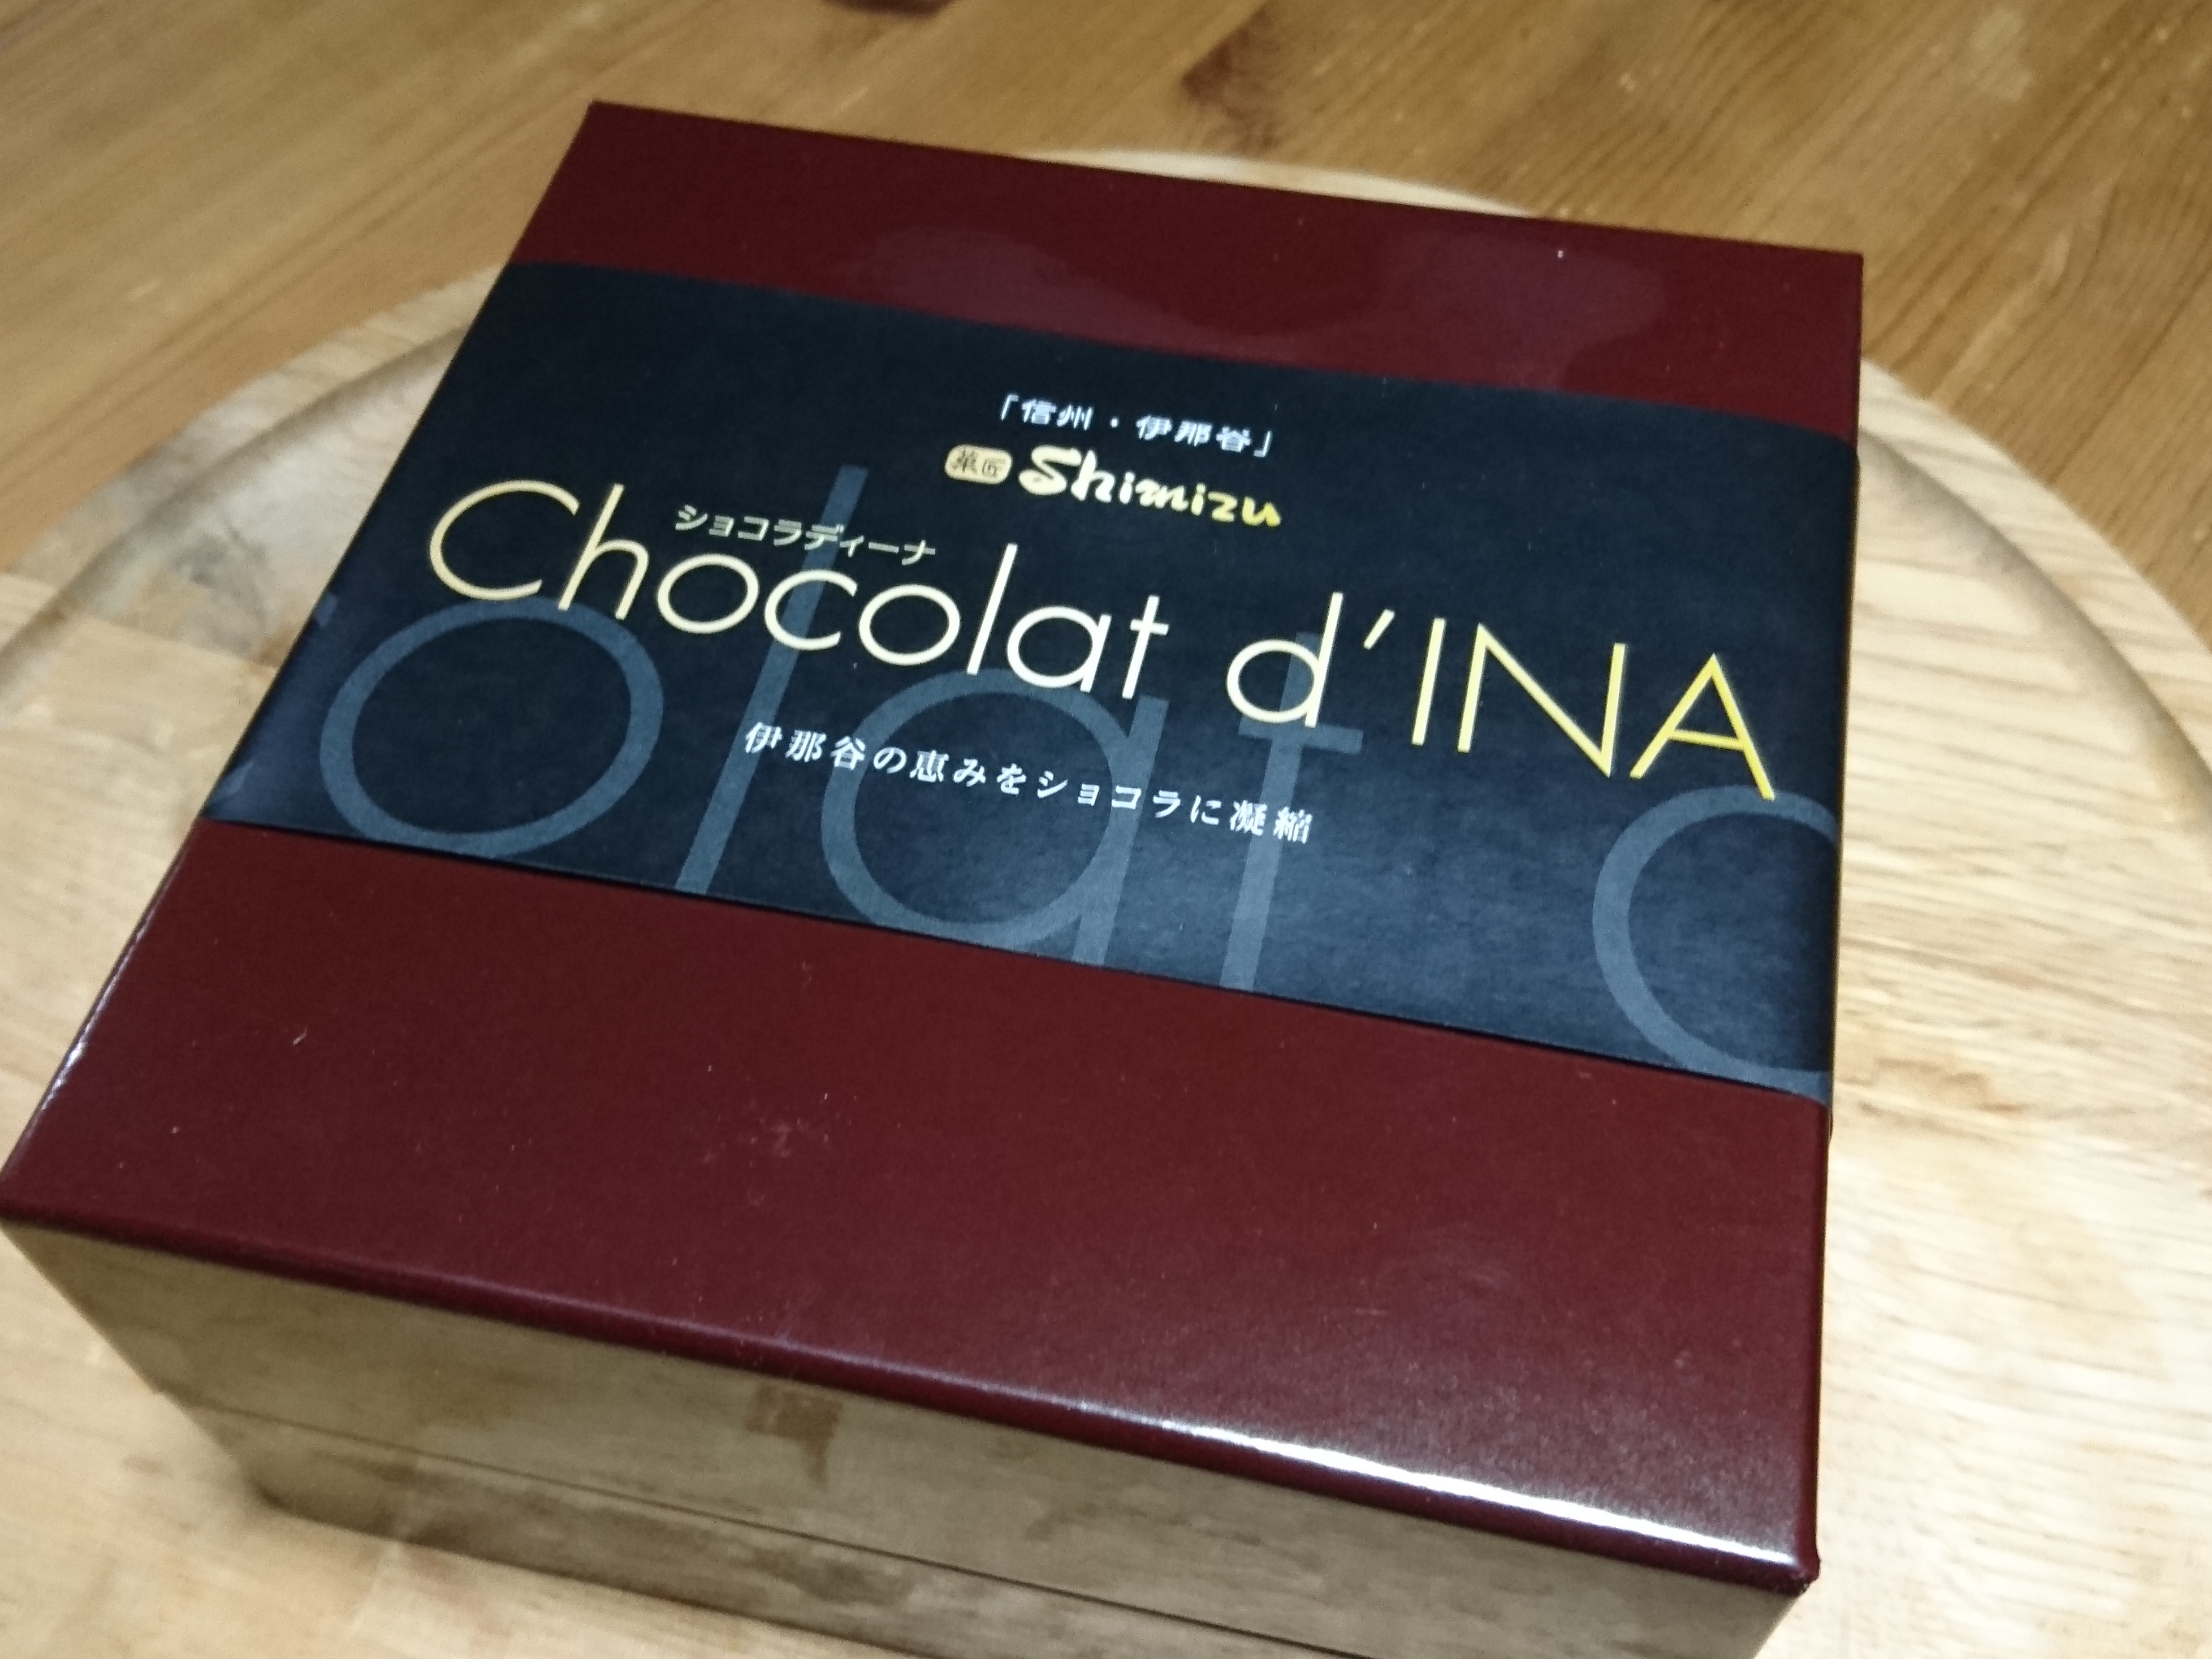 「信州・伊那谷」
菓匠 Shimizu
ショコラディーナ
Chocolat d'INA
伊那谷の恵みをショコラに凝縮
olat d